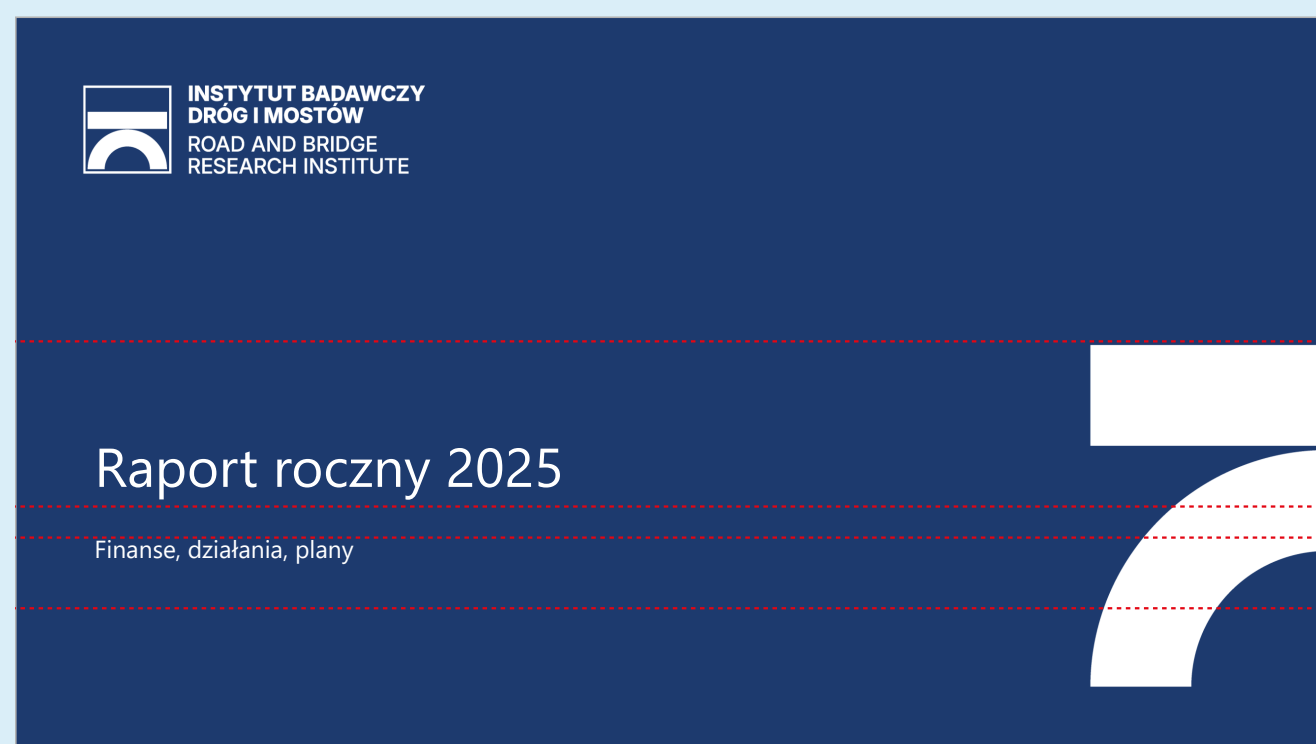 INSTYTUT BADAWCZY
DRÓG I MOSTÓW
ROAD AND BRIDGE
RESEARCH INSTITUTE
Raport roczny 2025
Finanse, działania, plany